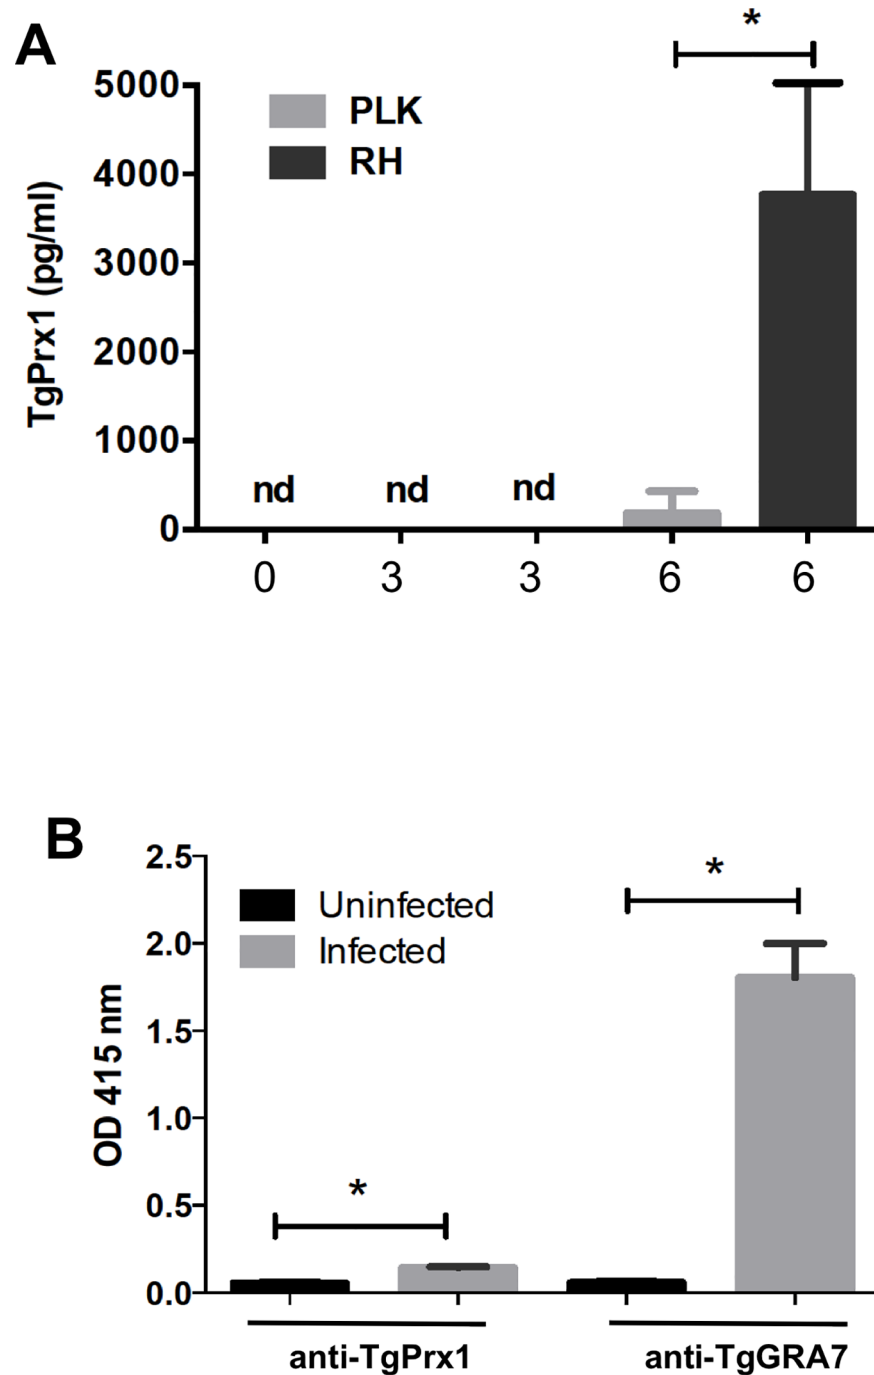 A
*
5000
PLK
4000
RH
3000
TgPrx1 (pg/ml)
2000
1000
nd nd nd
0
0 3 3 6 6
B
2.5
*
Uninfected
2.0
Infected
1.5
OD 415 nm
1.0
0.5
*
0.0
anti-TgPrx1 anti-TgGRA7